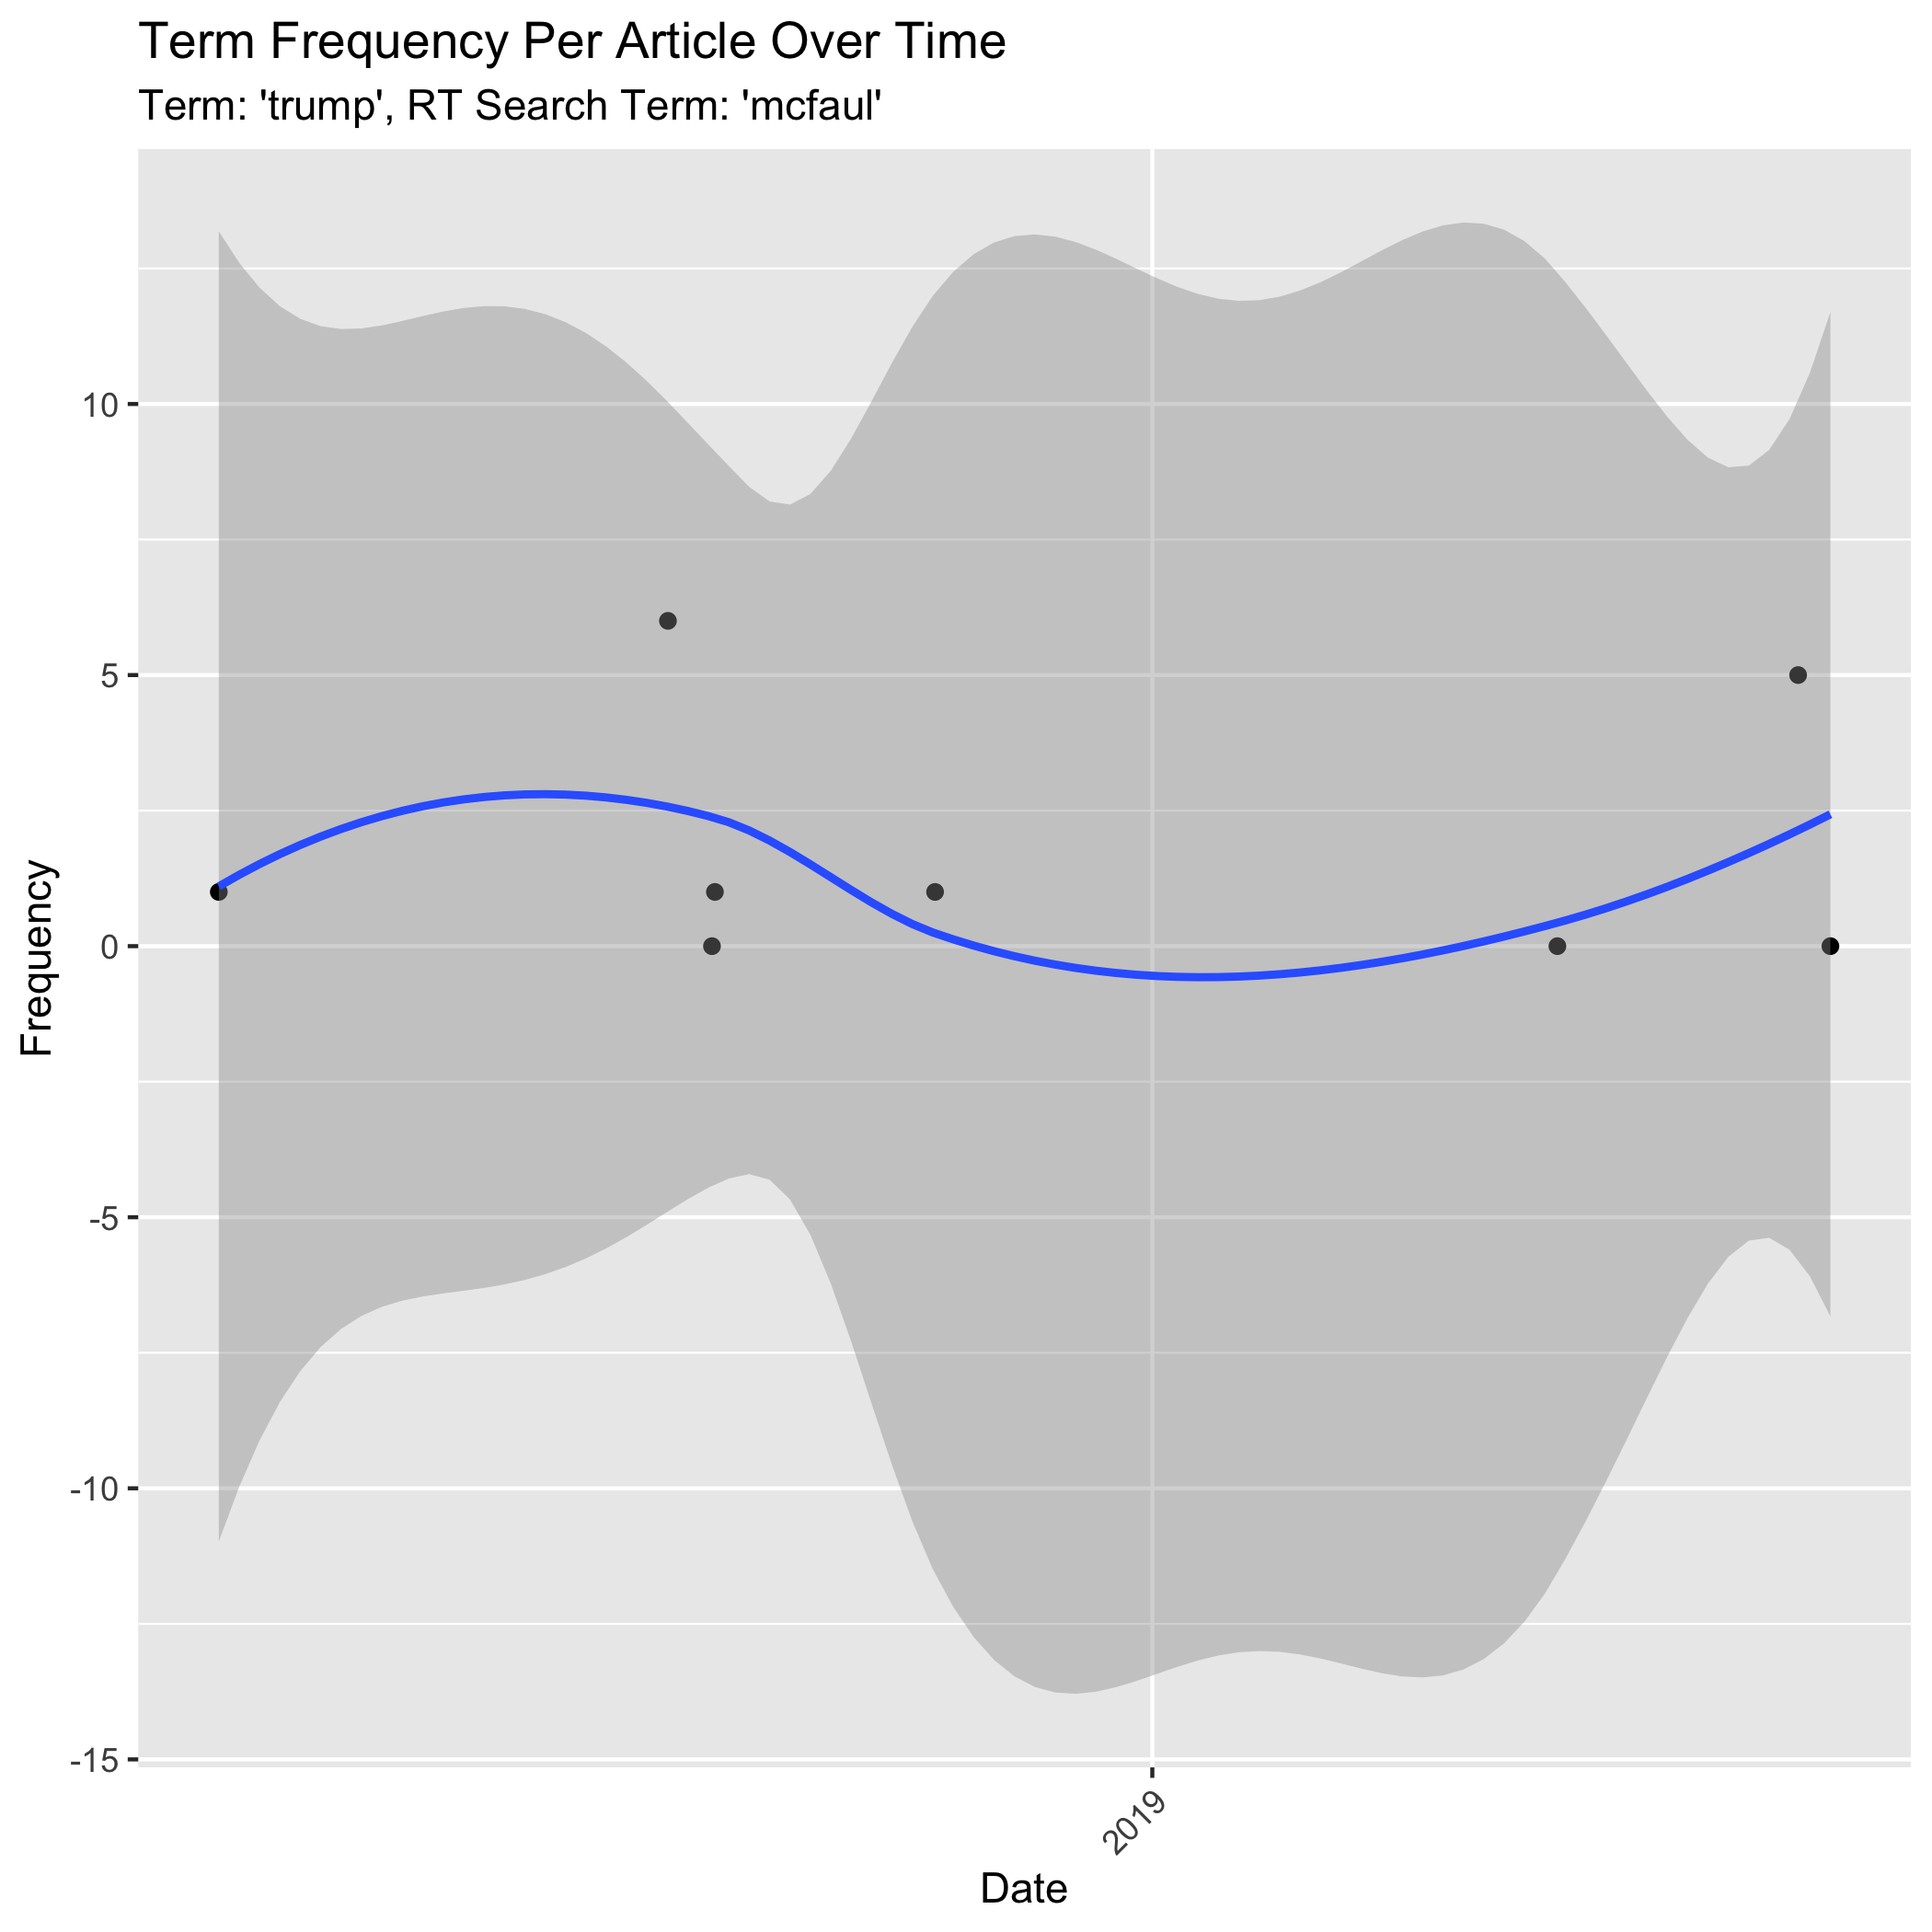 Term Frequency Per Article Over Time
Term: 'trump', RT Search Term: 'mcfaul'
10
5
0
-5
-10
-15
Frequency
2019
Date